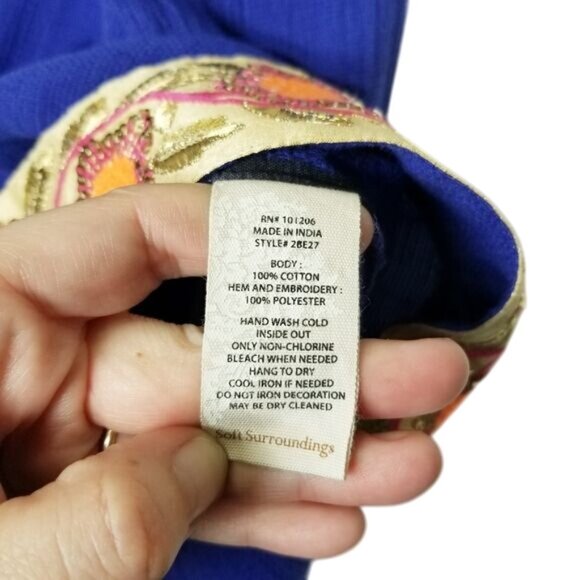 RN# 101206
MADE IN INDIA
STYLE# 2BE27
BODY :
100% COTTON
HEM AND EMBROIDERY :
100% POLYESTER
HAND WASH COLD
INSIDE OUT
ONLY NON-CHLORINE
BLEACH WHEN NEEDED
HANG TO DRY
COOL IRON IF NEEDED
DO NOT IRON DECORATION
MAY BE DRY CLEANED
Soft Surroundings